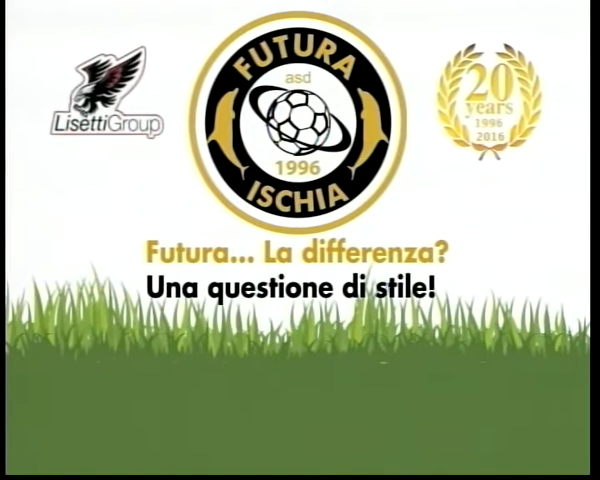 FUTURA
asd
1996
ISCHIA
LisettiGroup
20
years
1996
2016
Futura... La differenza?
Una questione di stile!